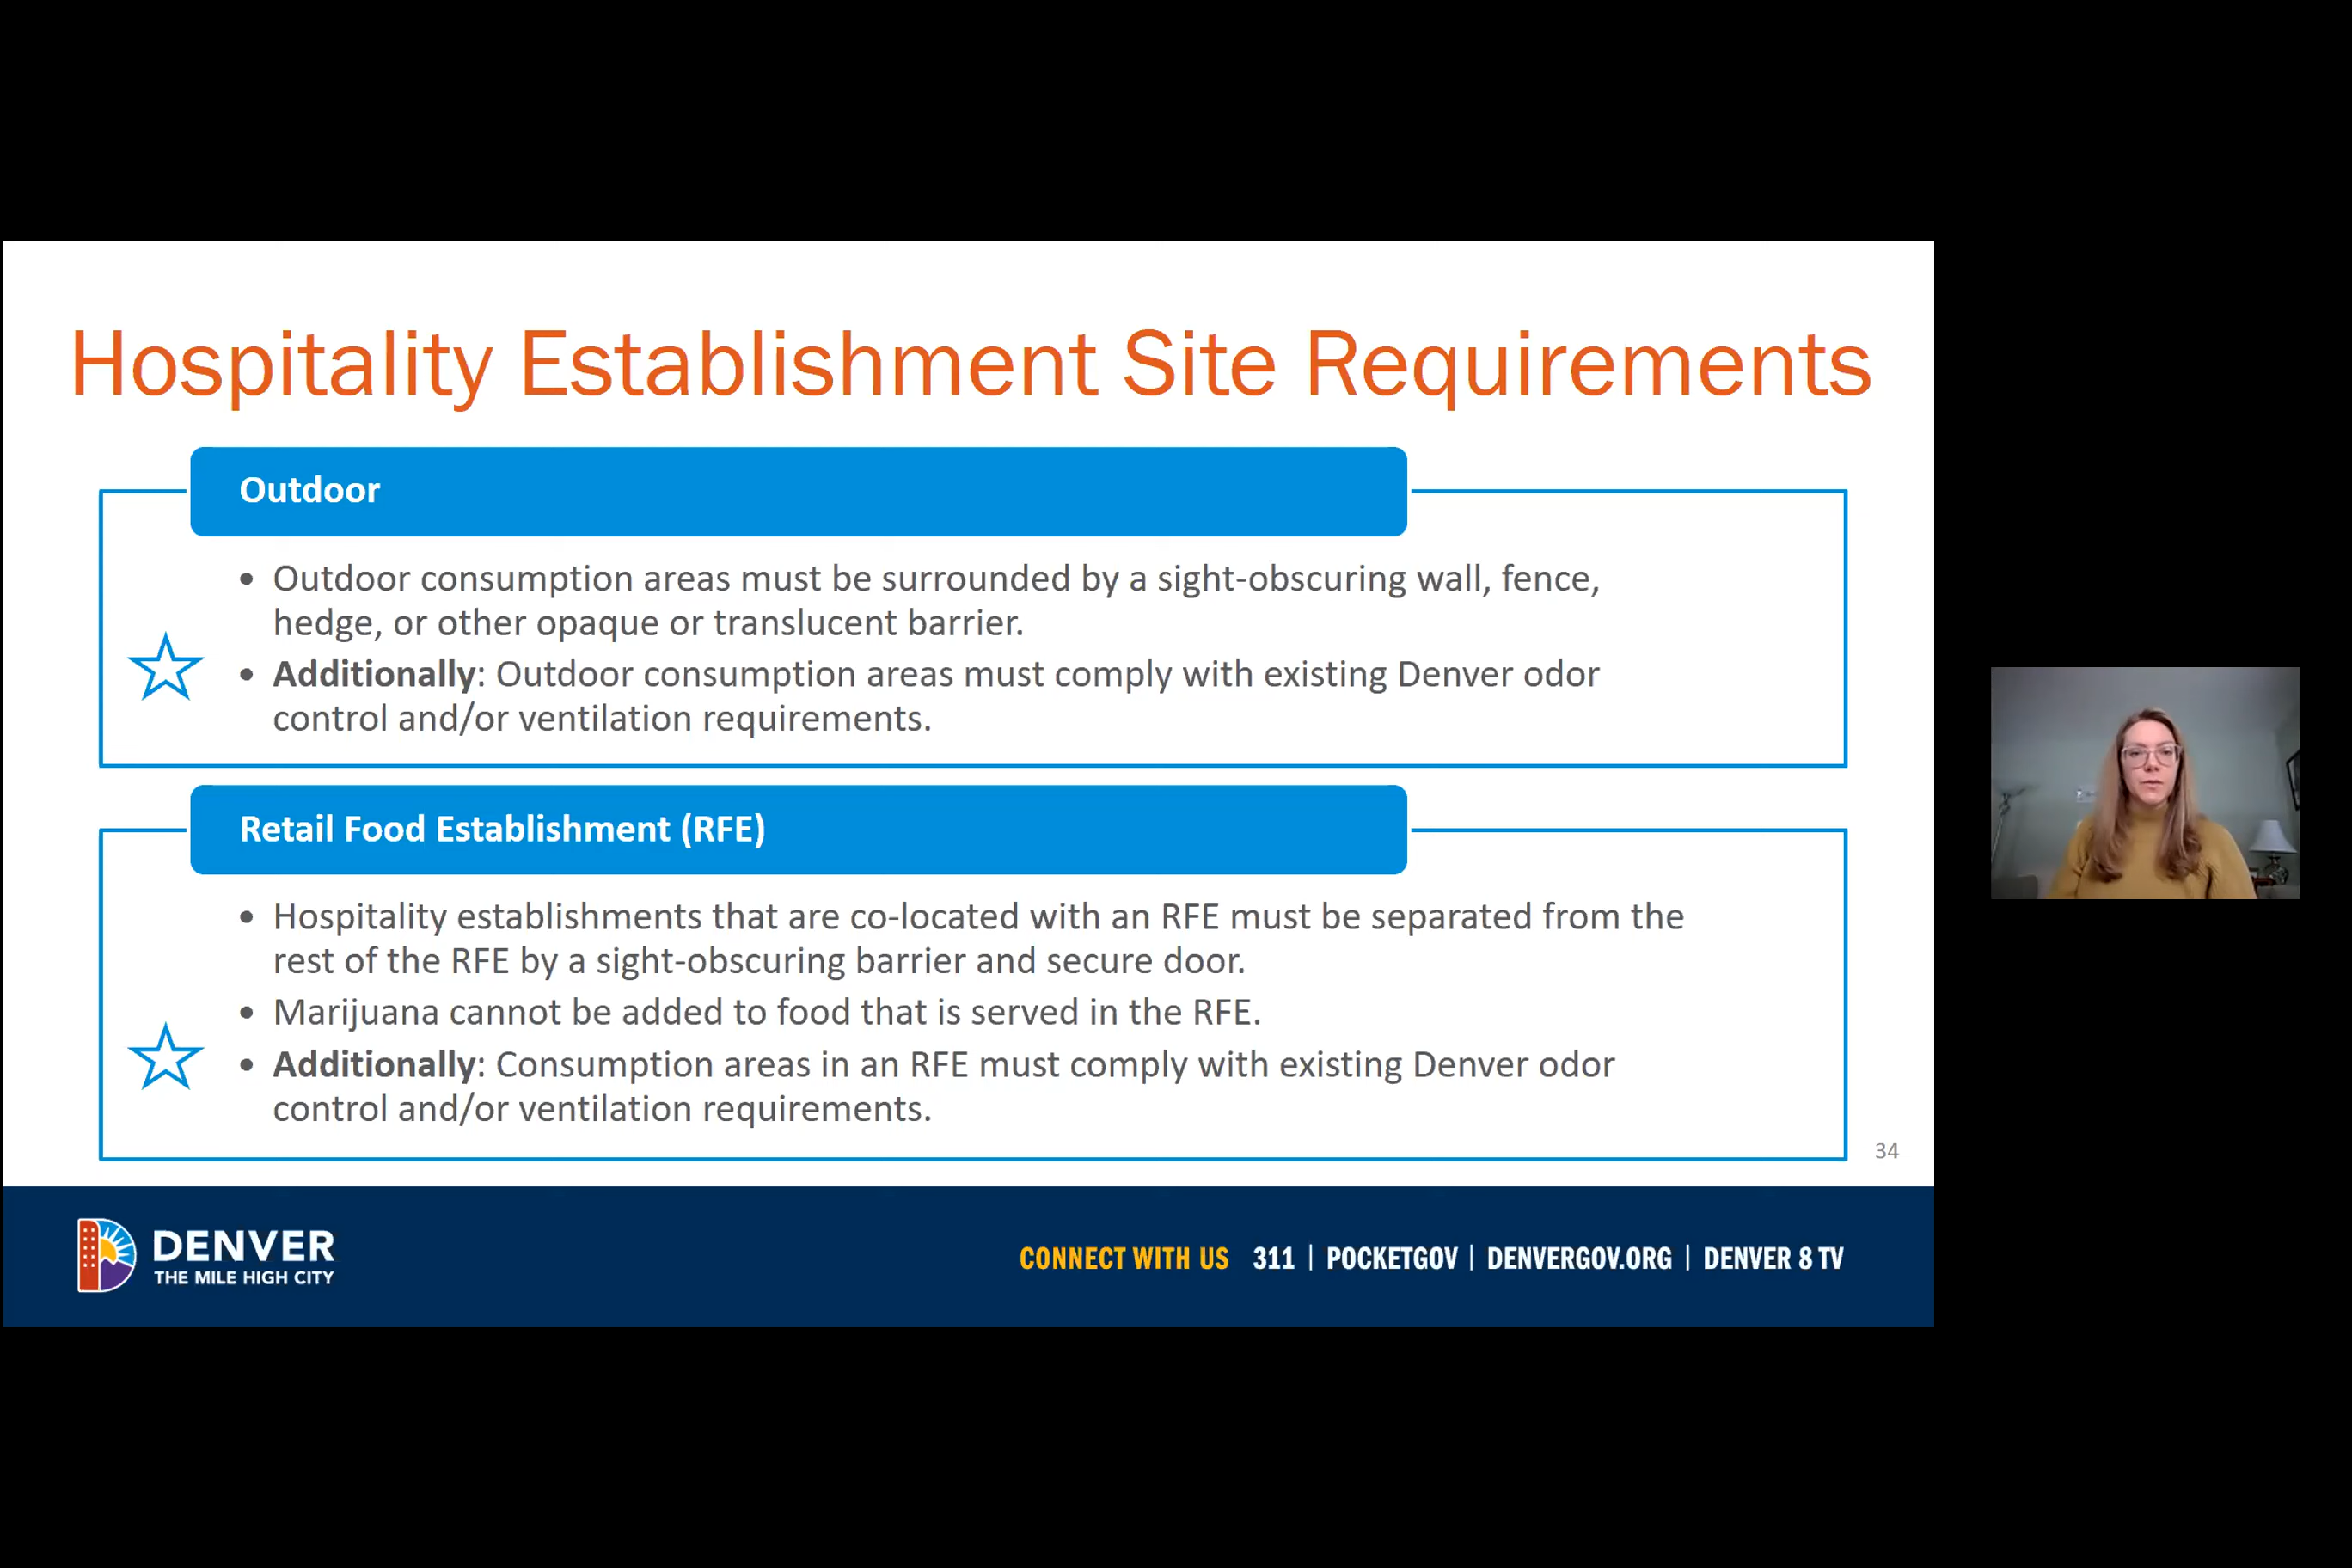 Hospitality Establishment Site Requirements
Outdoor
• Outdoor consumption areas must be surrounded by a sight-obscuring wall, fence,
hedge, or other opaque or translucent barrier.
• Additionally: Outdoor consumption areas must comply with existing Denver odor
control and/or ventilation requirements.
Retail Food Establishment (RFE)
• Hospitality establishments that are co-located with an RFE must be separated from the
rest of the RFE by a sight-obscuring barrier and secure door.
• Marijuana cannot be added to food that is served in the RFE.
• Additionally: Consumption areas in an RFE must comply with existing Denver odor
control and/or ventilation requirements.
34
DENVER
THE MILE HIGH CITY
CONNECT WITH US 311 | POCKETGOV | DENVERGOV.ORG | DENVER 8 TV